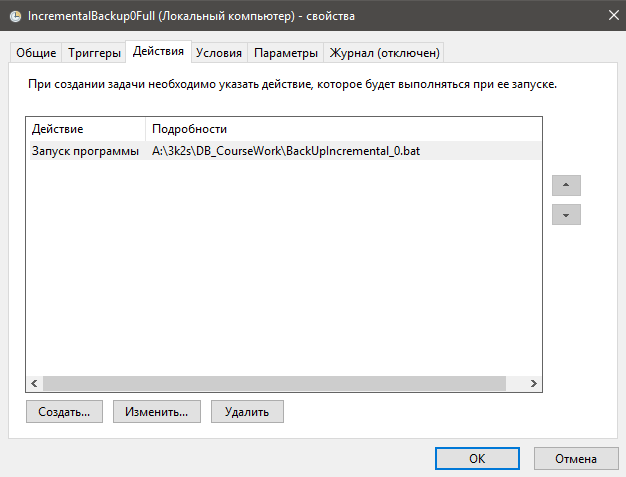 IncrementalBackup0Full (Локальный компьютер) - свойства
Общие Триггеры Действия Условия Параметры Журнал (отключен)
При создании задачи необходимо указать действие, которое будет выполняться при ее запуске.
Действие Подробности
Запуск программы A:\3k2s\DB_CourseWork\BackUpIncremental_0.bat
Создать... Изменить... Удалить
OK Отмена